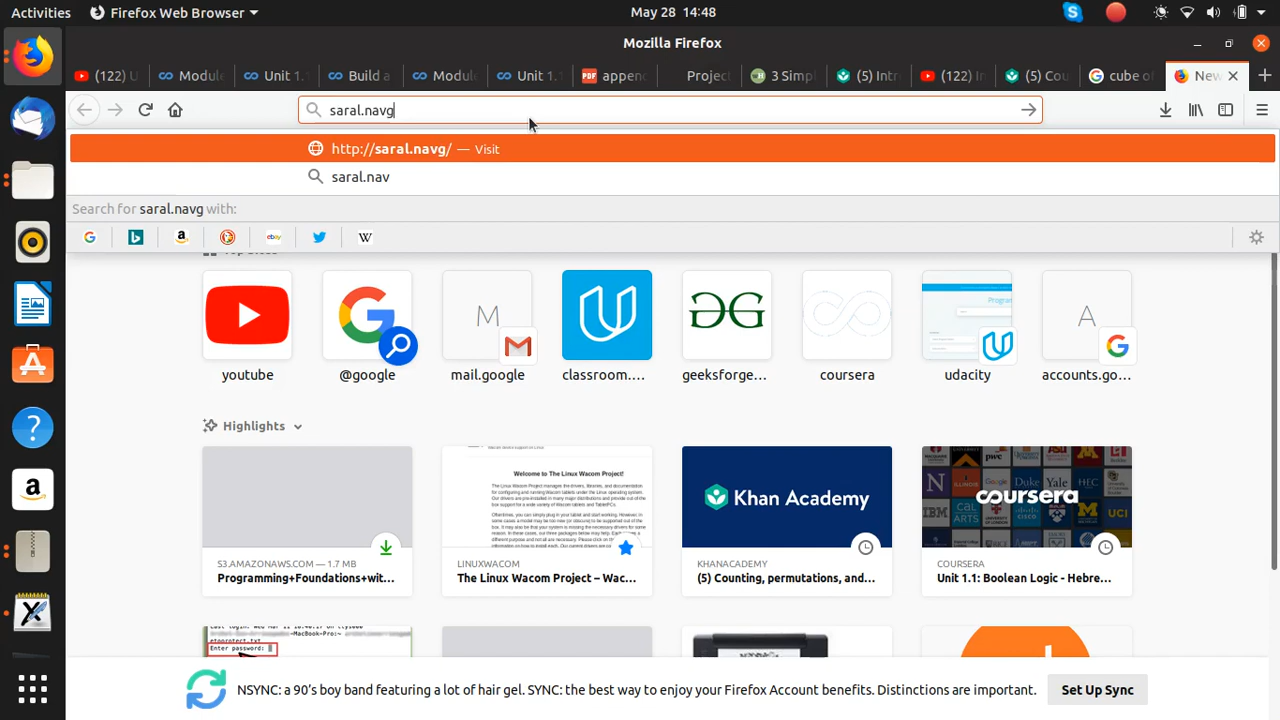 Activities Firefox Web Browser May 28 14:48
Mozilla Firefox
(122) U Module Unit 1. Build a Module Unit 1. PDF appen Project 3 Simpl (5) Intr (122) In (5) Cou cube of New
saral.navg
http://saral.navg/ — Visit
saral.nav
Search for saral.navg with:
youtube @google mail.google classroom.... geeksforge... coursera udacity accounts.go...
Highlights
Welcome to The Linux Wacom Project!
Khan Academy
coursera
S3.AMAZONAWS.COM — 1.7 MB LINUXWACOM KHANACADEMY COURSERA
Programming+Foundations+wit... The Linux Wacom Project – Wac... (5) Counting, permutations, and... Unit 1.1: Boolean Logic - Hebre...
Enter password:
NSYNC: a 90’s boy band featuring a lot of hair gel. SYNC: the best way to enjoy your Firefox Account benefits. Distinctions are important. Set Up Sync